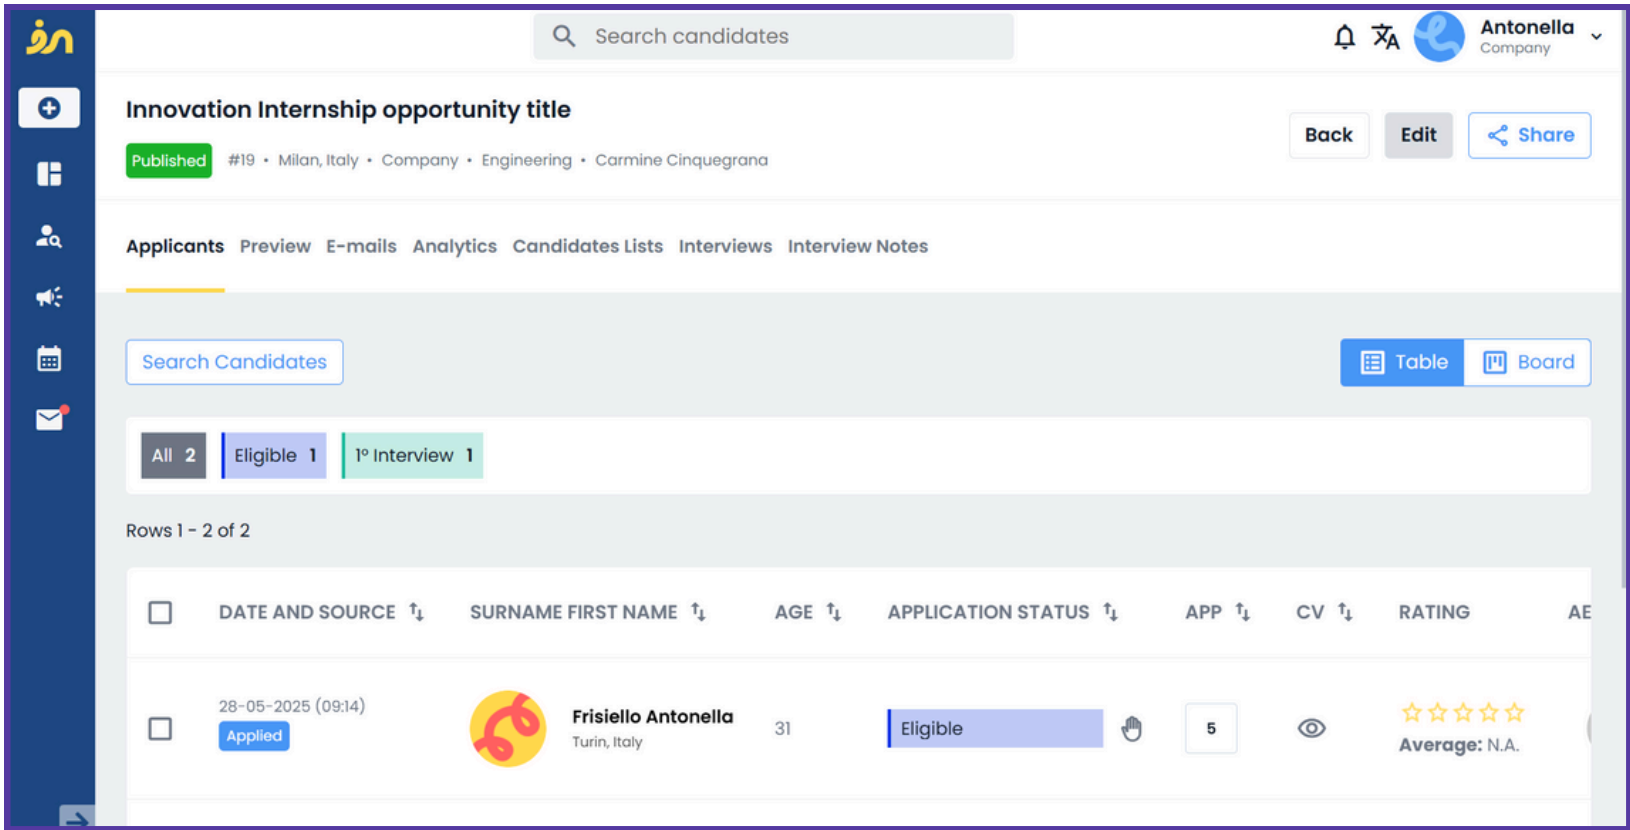 in
Search candidates
Antonella
Company
Innovation Internship opportunity title
Published #19 • Milan, Italy • Company • Engineering • Carmine Cinquegrana
Back Edit Share
Applicants Preview E-mails Analytics Candidates Lists Interviews Interview Notes
Search Candidates
Table Board
All 2 Eligible 1 1º Interview 1
Rows 1 - 2 of 2
DATE AND SOURCE SURNAME FIRST NAME AGE APPLICATION STATUS APP CV RATING AE
28-05-2025 (09:14)
Applied
Frisiello Antonella
Turin, Italy
31
Eligible
5
Average: N.A.